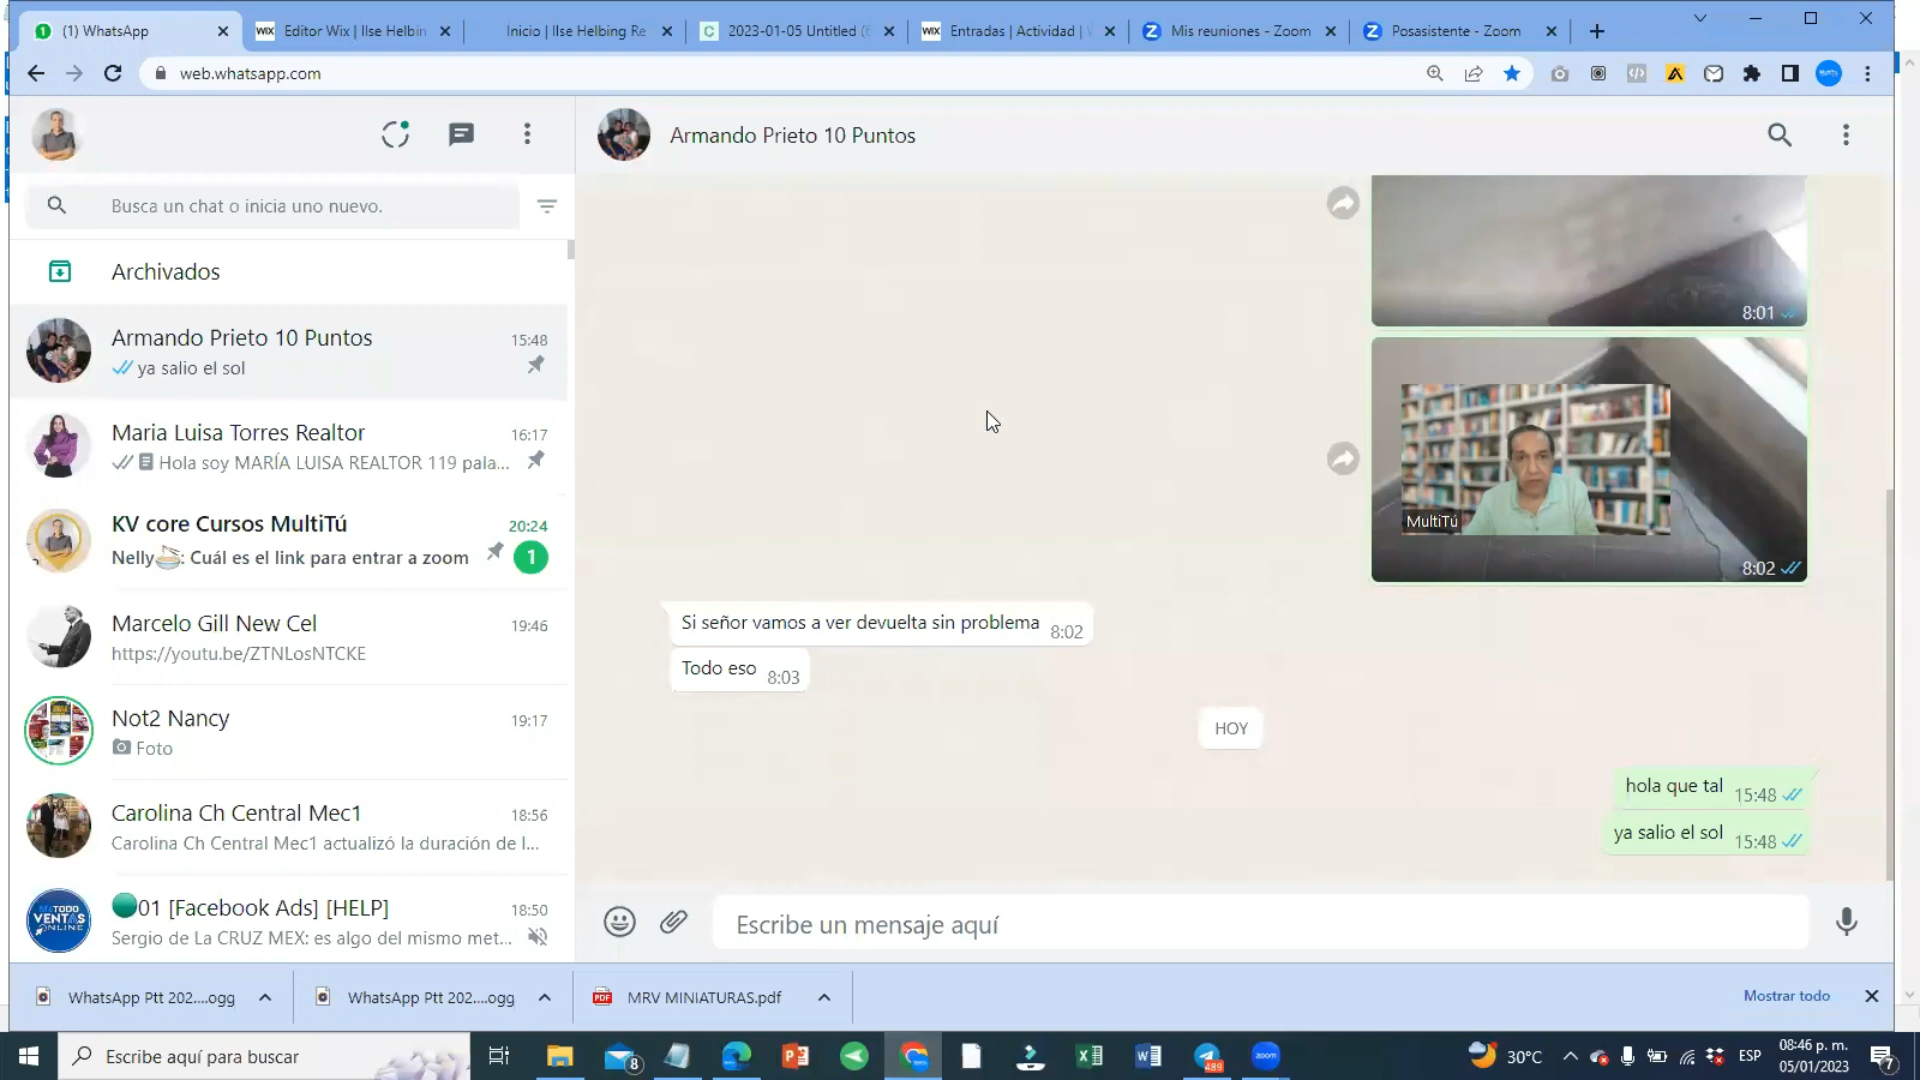 (1) WhatsApp
WIX Editor Wix | Ilse Helbin
Inicio | Ilse Helbing Re
C 2023-01-05 Untitled (
WIX Entradas | Actividad |
Z Mis reuniones - Zoom
Z Posasistente - Zoom
web.whatsapp.com
Armando Prieto 10 Puntos
Busca un chat o inicia uno nuevo.
Archivados
Armando Prieto 10 Puntos 15:48
ya salio el sol
Maria Luisa Torres Realtor 16:17
Hola soy MARÍA LUISA REALTOR 119 pala...
KV core Cursos MultiTú 20:24
Nelly: Cuál es el link para entrar a zoom 1
Marcelo Gill New Cel 19:46
https://youtu.be/ZTNLosNTCKE
Not2 Nancy 19:17
Foto
Carolina Ch Central Mec1 18:56
Carolina Ch Central Mec1 actualizó la duración de l...
01 [Facebook Ads] [HELP] 18:50
Sergio de La CRUZ MEX: es algo del mismo met...
VENTAS
ONLINE
8:01
MultiTú
8:02
Si señor vamos a ver devuelta sin problema 8:02
Todo eso 8:03
HOY
hola que tal 15:48
ya salio el sol 15:48
Escribe un mensaje aquí
WhatsApp Ptt 202....ogg
WhatsApp Ptt 202....ogg
PDF MRV MINIATURAS.pdf
Mostrar todo
Escribe aquí para buscar
8
489
zoom
30°C
ESP
08:46 p. m.
05/01/2023
7